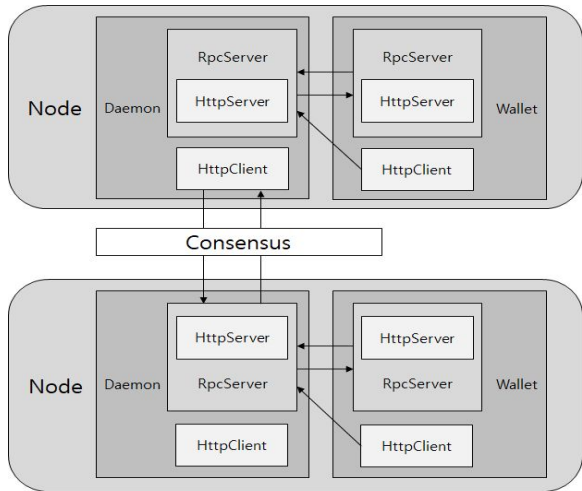 RpcServer
RpcServer
Node
Daemon
HttpServer
HttpServer
Wallet
HttpClient
HttpClient
Consensus
HttpServer
HttpServer
Node
Daemon
RpcServer
RpcServer
Wallet
HttpClient
HttpClient